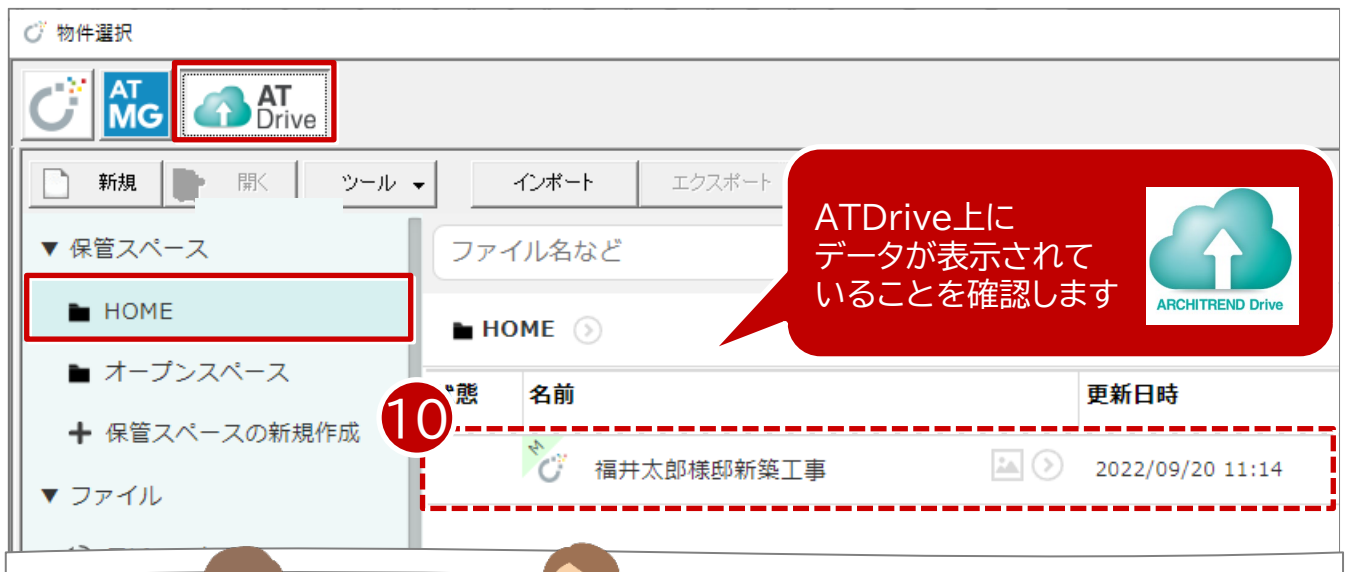 物件選択
AT
MG
AT
Drive
新規
開く
ツール
インポート
エクスポート
ATDrive上に
データが表示されて
いることを確認します
ARCHITREND Drive
▼ 保管スペース
HOME
オープンスペース
+ 保管スペースの新規作成
▼ ファイル
ファイル名など
HOME
10
態 名前 更新日時
M
福井太郎様邸新築工事 2022/09/20 11:14